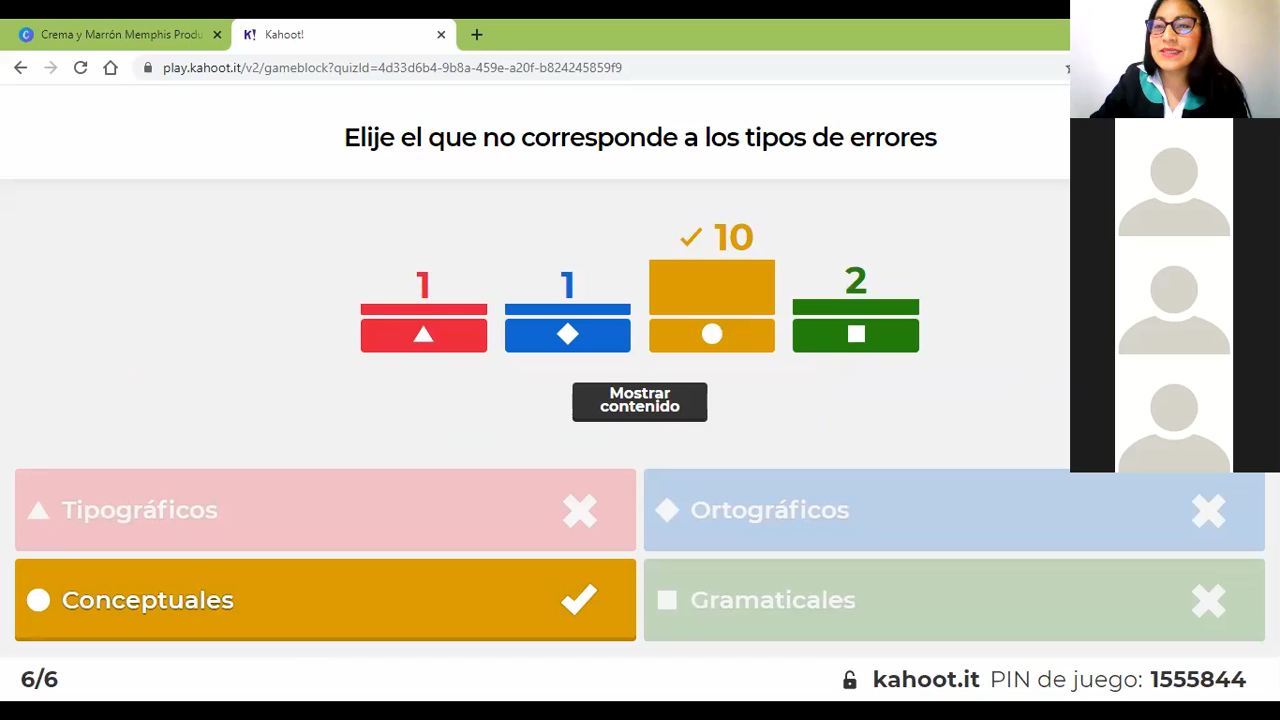 Crema y Marrón Memphis Produ
K! Kahoot!
play.kahoot.it/v2/gameblock?quizId=4d33d6b4-9b8a-459e-a20f-b824245859f9
Elije el que no corresponde a los tipos de errores
1
1
10
2
Mostrar
contenido
Tipográficos
Ortográficos
Conceptuales
Gramaticales
6/6
kahoot.it PIN de juego: 1555844